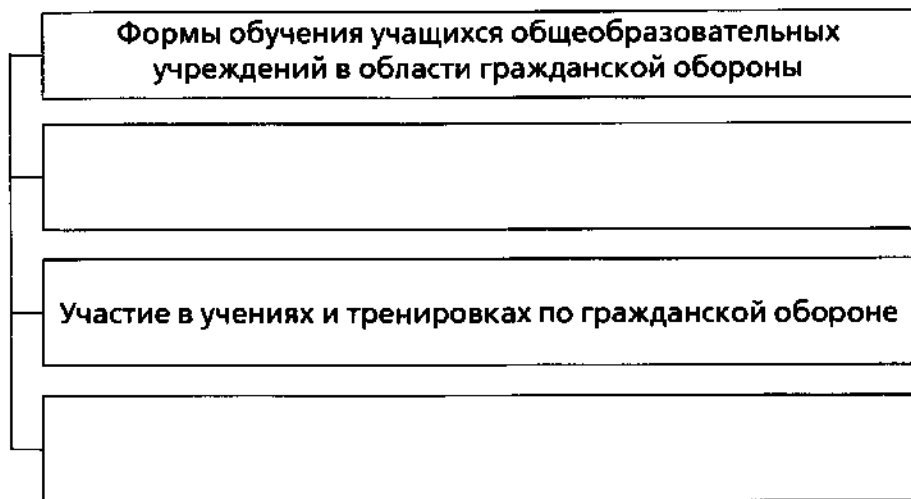 Формы обучения учащихся общеобразовательных
учреждений в области гражданской обороны
Участие в учениях и тренировках по гражданской обороне